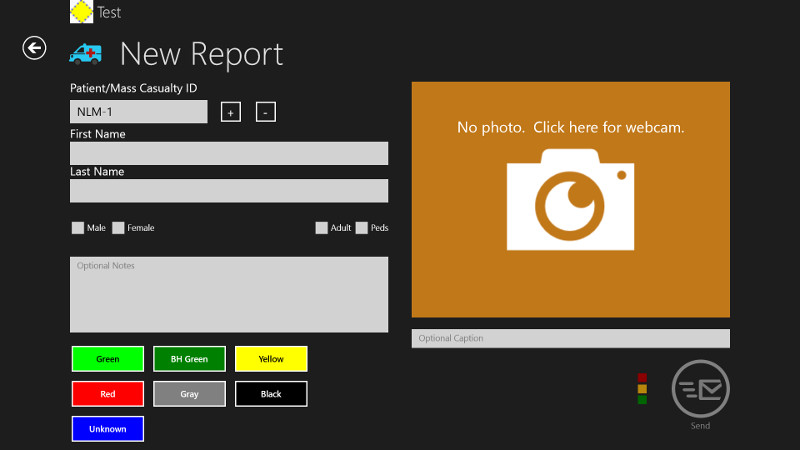 Test
New Report
Patient/Mass Casualty ID
NLM-1
+ -
First Name
Last Name
Male Female Adult Peds
Optional Notes
Green BH Green Yellow
Red Gray Black
Unknown
No photo. Click here for webcam.
Optional Caption
Send